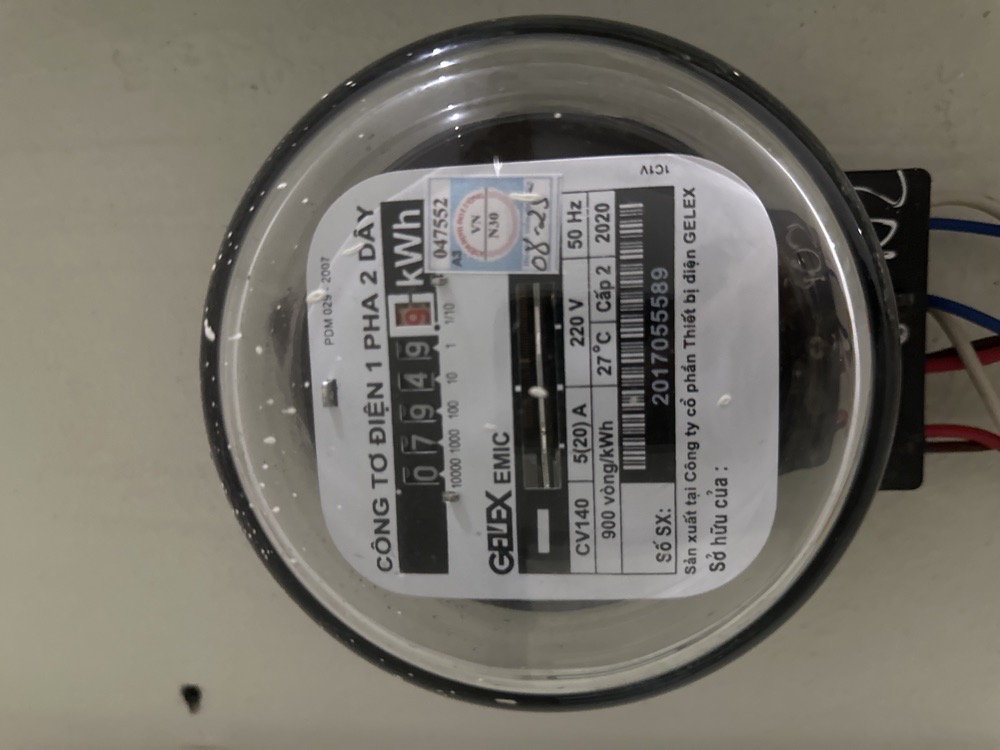 PDM 029 - 2007
CÔNG TƠ ĐIỆN 1 PHA 2 DÂY
0 7 9 4 9 9 kWh
10000 1000 100 10 1 1/10
047552
A3
VN
N30
08-25
GELEX EMIC
CV140 5(20) A 220 V 50 Hz
900 vòng/kWh 27°C Cấp 2 2020
Số SX: 2017055589
Sản xuất tại Công ty cổ phần Thiết bị điện GELEX
Sở hữu của :
1C1V